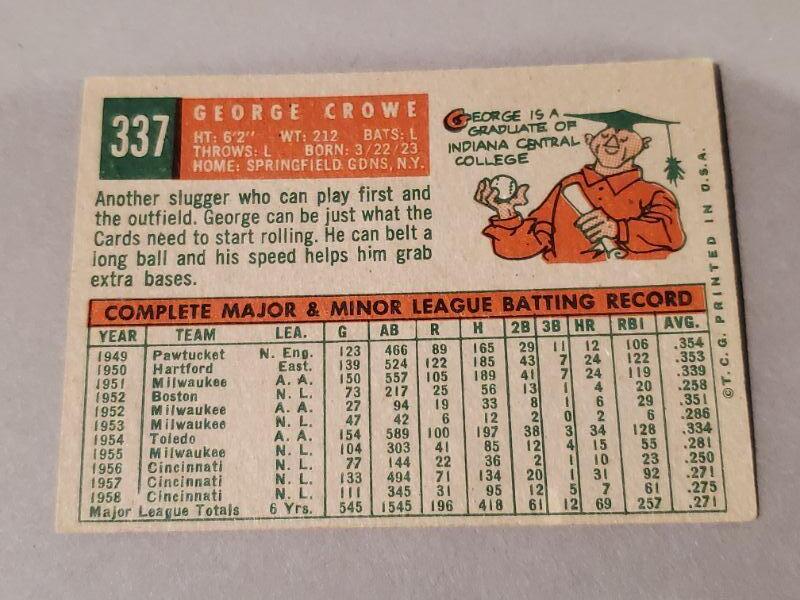 337
GEORGE CROWE
HT: 6'2" WT: 212 BATS: L
THROWS: L BORN: 3/22/23
HOME: SPRINGFIELD GDNS, N.Y.
GEORGE IS A
GRADUATE OF
INDIANA CENTRAL
COLLEGE
Another slugger who can play first and
the outfield. George can be just what the
Cards need to start rolling. He can belt a
long ball and his speed helps him grab
extra bases.
COMPLETE MAJOR & MINOR LEAGUE BATTING RECORD
YEAR TEAM LEA. G AB R H 2B 3B HR RBI AVG.
1949 Pawtucket N. Eng. 123 466 89 165 29 11 12 106 .354
1950 Hartford East. 139 524 122 185 43 7 24 122 .353
1951 Milwaukee A. A. 150 557 105 189 41 7 24 119 .339
1952 Boston N. L. 73 217 25 56 13 1 4 20 .258
1952 Milwaukee A. A. 27 94 19 33 8 1 6 29 .351
1953 Milwaukee N. L. 47 42 6 12 2 0 2 6 .286
1954 Toledo A. A. 154 589 100 197 38 3 34 128 .334
1955 Milwaukee N. L. 104 303 41 85 12 4 15 55 .281
1956 Cincinnati N. L. 77 144 22 36 2 1 10 23 .250
1957 Cincinnati N. L. 133 494 71 134 20 1 31 92 .271
1958 Cincinnati N. L. 111 345 31 95 12 5 7 61 .275
Major League Totals 6 Yrs. 545 1545 196 418 61 12 69 257 .271
© T. C. G. PRINTED IN U.S.A.